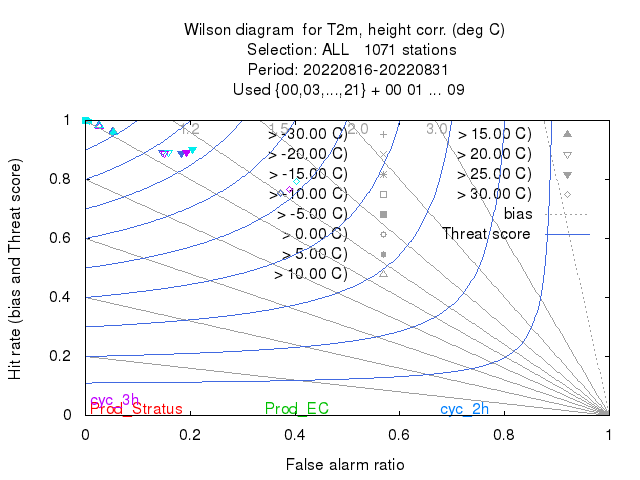 Wilson diagram for T2m, height corr. (deg C)
Selection: ALL 1071 stations
Period: 20220816-20220831
Used {00,03,...,21} + 00 01 ... 09
Hit rate (bias and Threat score)
1
0.8
0.6
0.4
0.2
0
1.2 1.5 2.0 3.0
> -30.00 C)
> -20.00 C)
> -15.00 C)
> -10.00 C)
> -5.00 C)
> 0.00 C)
> 5.00 C)
> 10.00 C)
> 15.00 C)
> 20.00 C)
> 25.00 C)
> 30.00 C)
bias
Threat score
cyc_3h
Prod_Stratus Prod_EC cyc_2h
0 0.2 0.4 0.6 0.8 1
False alarm ratio